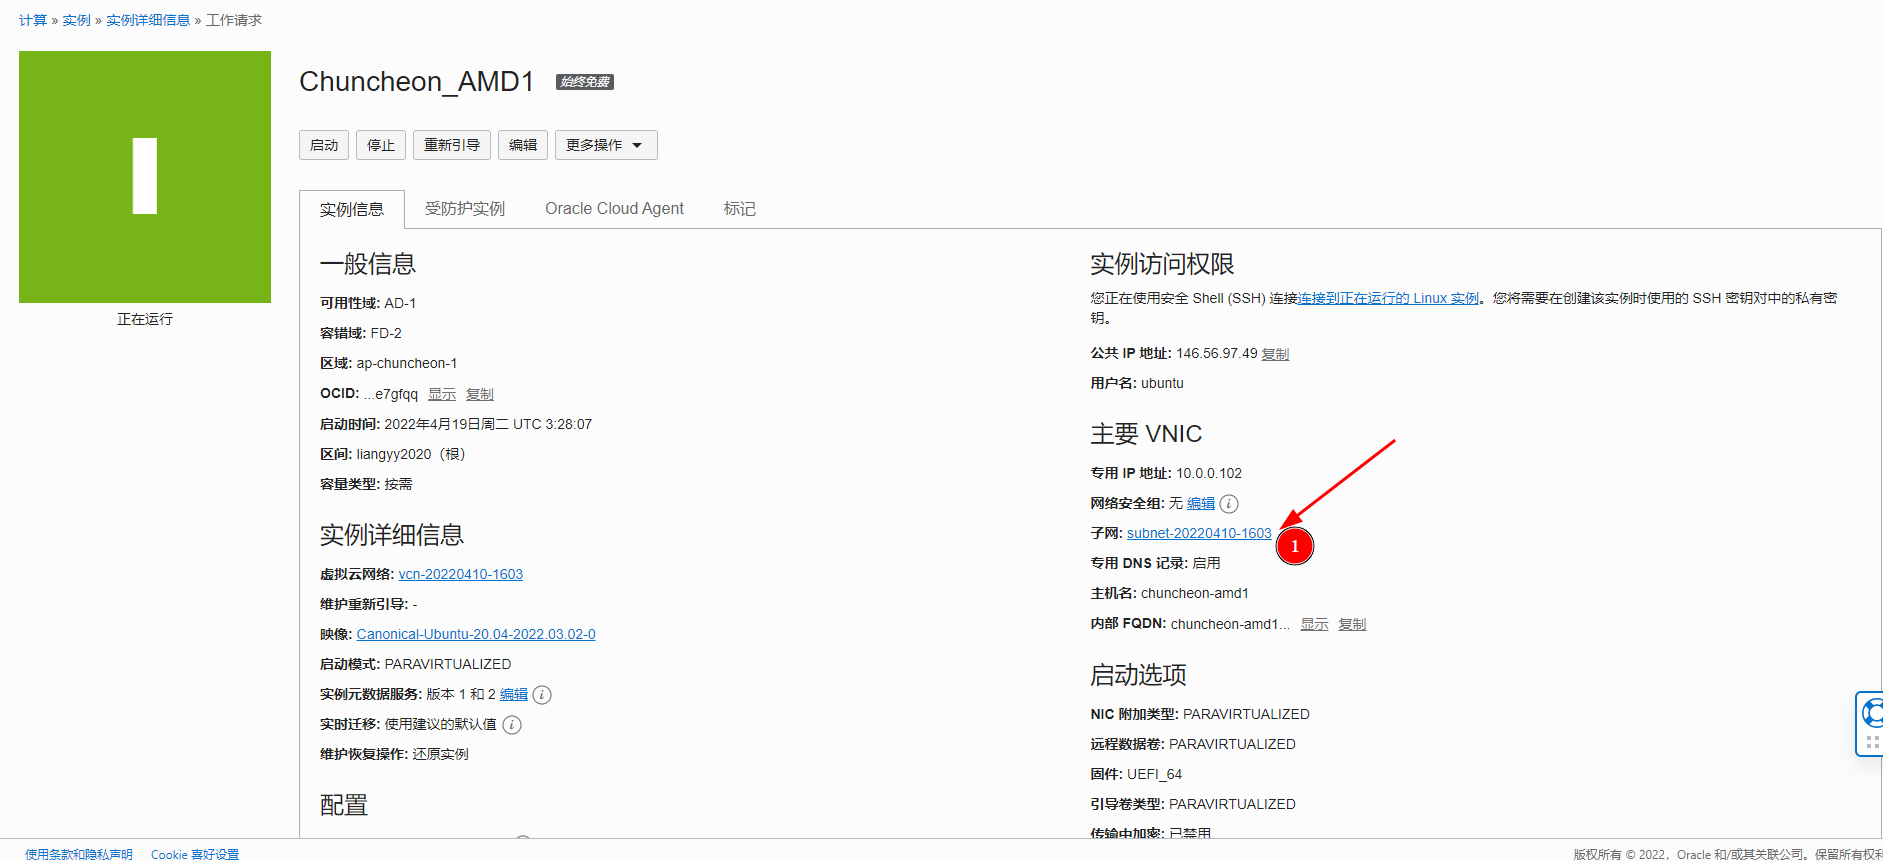 计算 » 实例 » 实例详细信息 » 工作请求
正在运行
Chuncheon_AMD1 始终免费
启动 停止 重新引导 编辑 更多操作
实例信息 受防护实例 Oracle Cloud Agent 标记
一般信息
可用性域: AD-1
容错域: FD-2
区域: ap-chuncheon-1
OCID: ...e7gfqq 显示 复制
启动时间: 2022年4月19日周二 UTC 3:28:07
区间: liangyy2020（根）
容量类型: 按需
实例详细信息
虚拟云网络: vcn-20220410-1603
维护重新引导: -
映像: Canonical-Ubuntu-20.04-2022.03.02-0
启动模式: PARAVIRTUALIZED
实例元数据服务: 版本 1 和 2 编辑 i
实时迁移: 使用建议的默认值 i
维护恢复操作: 还原实例
配置
实例访问权限
您正在使用安全 Shell (SSH) 连接连接到正在运行的 Linux 实例。您将需要在创建该实例时使用的 SSH 密钥对中的私有密
钥。
公共 IP 地址: 146.56.97.49 复制
用户名: ubuntu
主要 VNIC
专用 IP 地址: 10.0.0.102
网络安全组: 无 编辑 i
子网: subnet-20220410-1603
1
专用 DNS 记录: 启用
主机名: chuncheon-amd1
内部 FQDN: chuncheon-amd1... 显示 复制
启动选项
NIC 附加类型: PARAVIRTUALIZED
远程数据卷: PARAVIRTUALIZED
固件: UEFI_64
引导卷类型: PARAVIRTUALIZED
传输中加密: 已禁用
使用条款和隐私声明 Cookie 喜好设置
版权所有 © 2022，Oracle 和/或其关联公司。保留所有权利